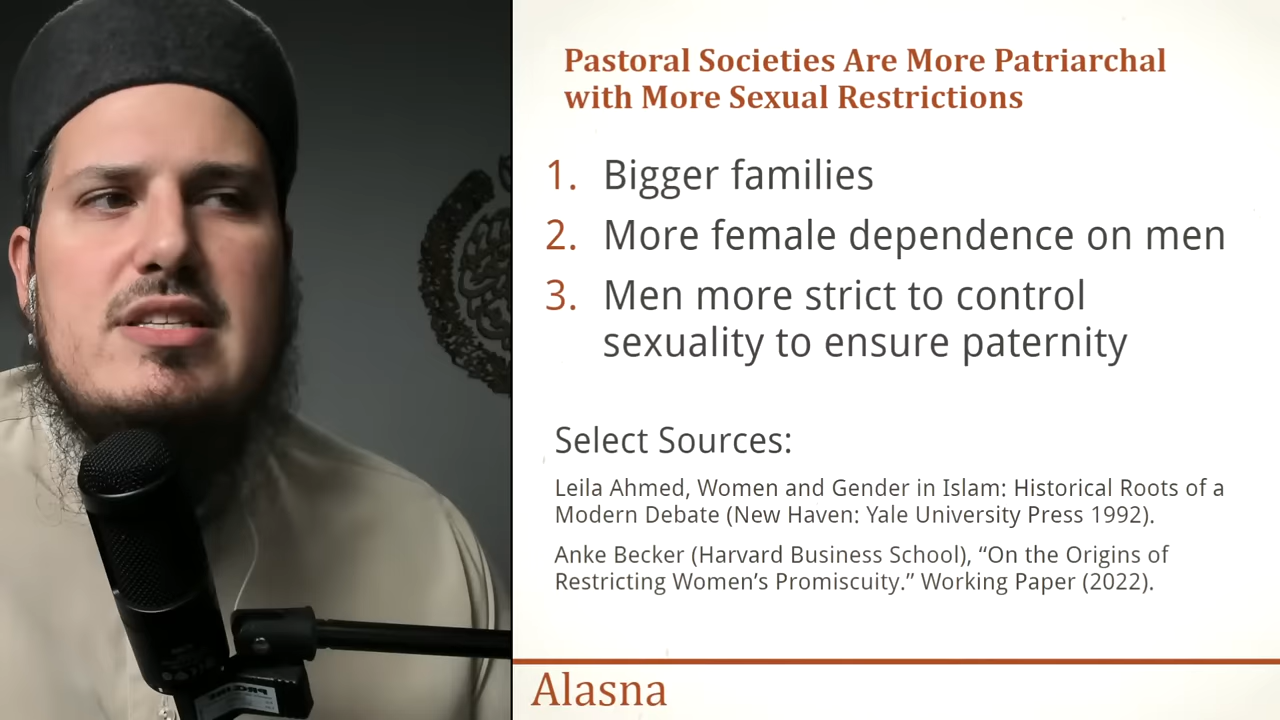 Pastoral Societies Are More Patriarchal
with More Sexual Restrictions
1. Bigger families
2. More female dependence on men
3. Men more strict to control
sexuality to ensure paternity
Select Sources:
Leila Ahmed, Women and Gender in Islam: Historical Roots of a
Modern Debate (New Haven: Yale University Press 1992).
Anke Becker (Harvard Business School), “On the Origins of
Restricting Women’s Promiscuity.” Working Paper (2022).
Alasna